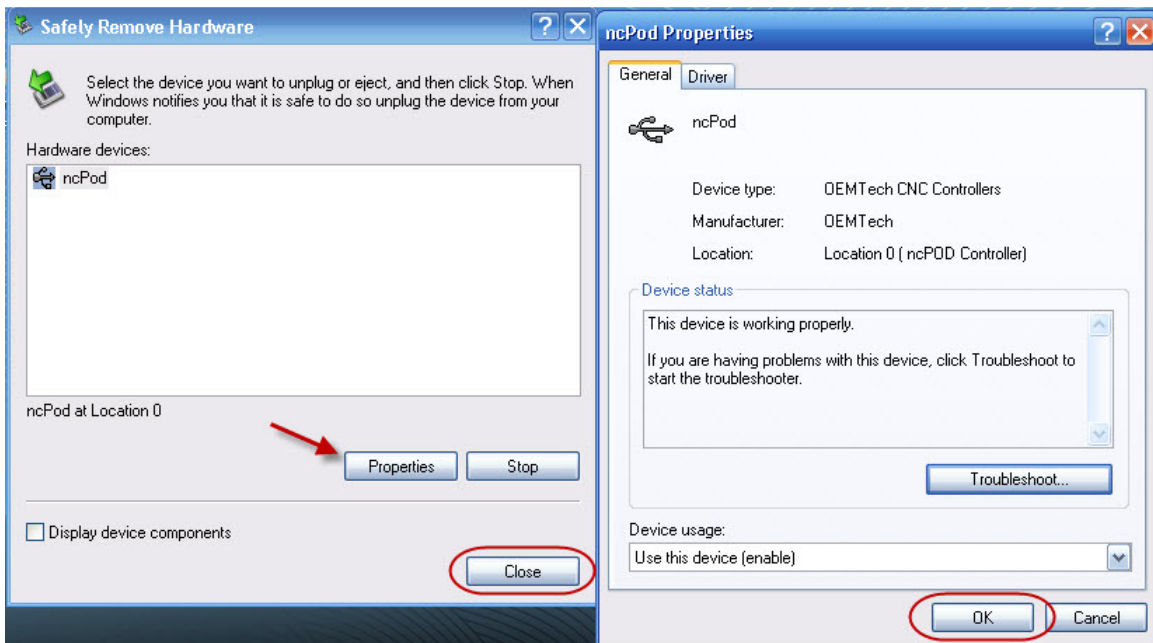 Safely Remove Hardware
Select the device you want to unplug or eject, and then click Stop. When
Windows notifies you that it is safe to do so unplug the device from your
computer.
Hardware devices:
ncPod
ncPod at Location 0
Properties
Stop
Display device components
Close
ncPod Properties
General
Driver
ncPod
Device type: OEMTech CNC Controllers
Manufacturer: OEMTech
Location: Location 0 ( ncPOD Controller)
Device status
This device is working properly.
If you are having problems with this device, click Troubleshoot to
start the troubleshooter.
Troubleshoot...
Device usage:
Use this device (enable)
OK
Cancel